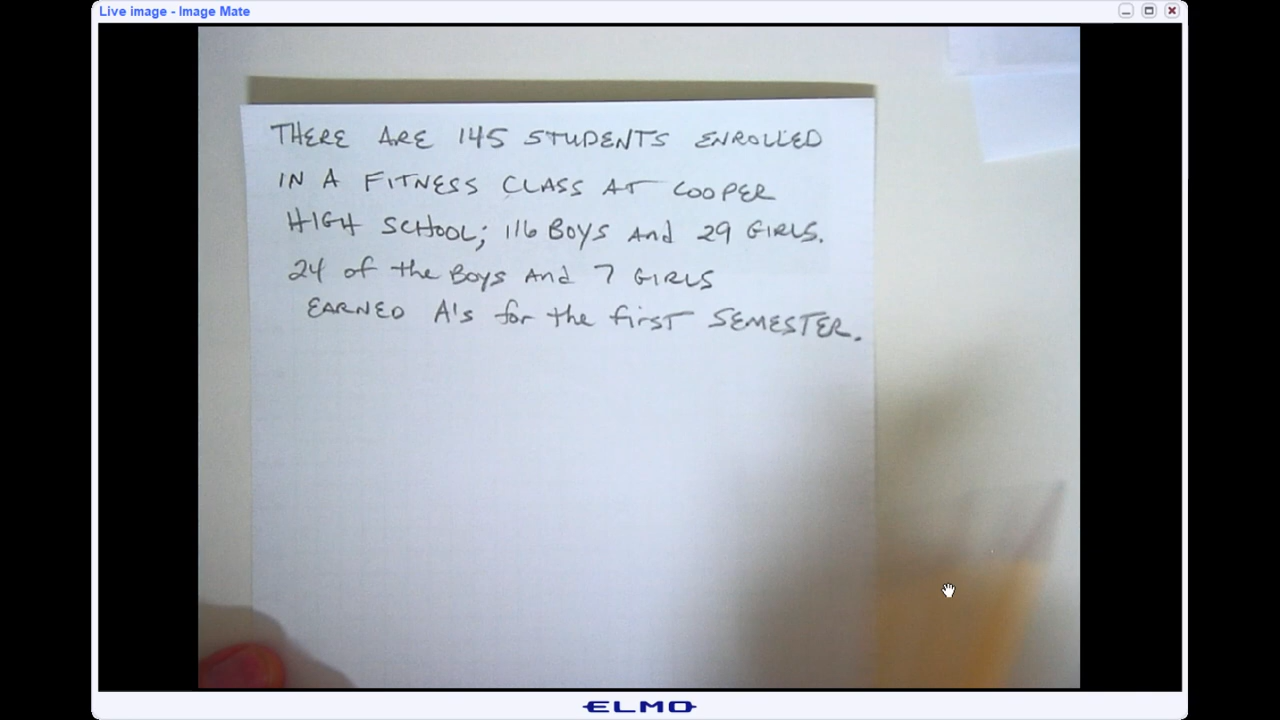 Live image - Image Mate
THERE ARE 145 STUDENTS ENROLLED
IN A FITNESS CLASS AT COOPER
HIGH SCHOOL; 116 BOYS AND 29 GIRLS.
24 of the BOYS AND 7 GIRLS
EARNED A's for the first SEMESTER.
ELMO